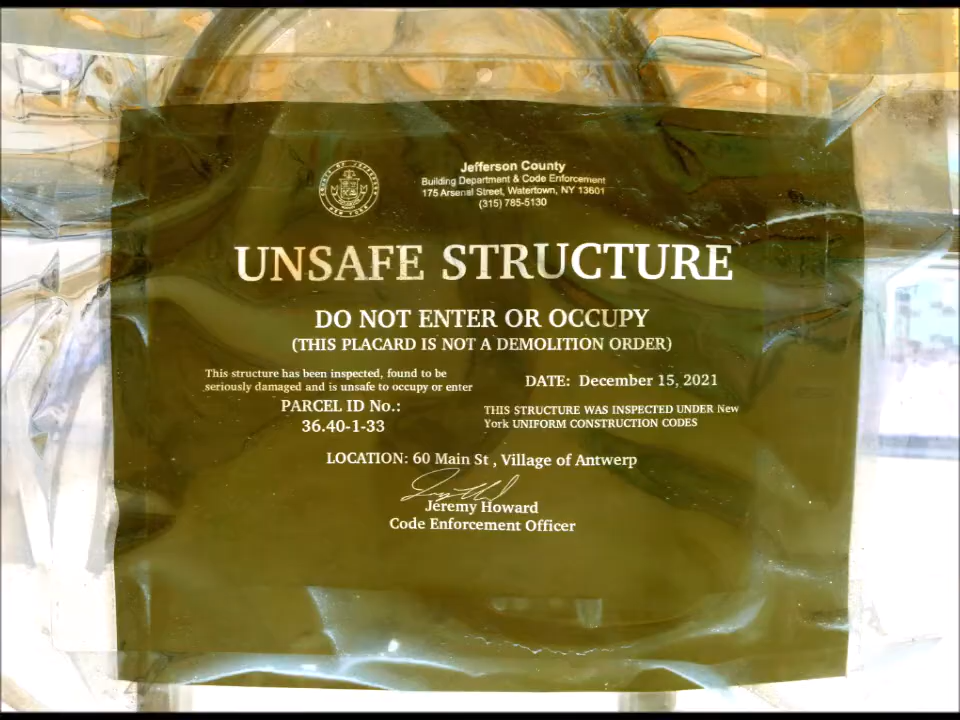 Jefferson County
Building Department & Code Enforcement
175 Arsenal Street, Watertown, NY 13601
(315) 785-5130
UNSAFE STRUCTURE
DO NOT ENTER OR OCCUPY
(THIS PLACARD IS NOT A DEMOLITION ORDER)
This structure has been inspected, found to be
seriously damaged and is unsafe to occupy or enter
PARCEL ID No.:
36.40-1-33
DATE: December 15, 2021
THIS STRUCTURE WAS INSPECTED UNDER New
York UNIFORM CONSTRUCTION CODES
LOCATION: 60 Main St , Village of Antwerp
Jeremy Howard
Code Enforcement Officer